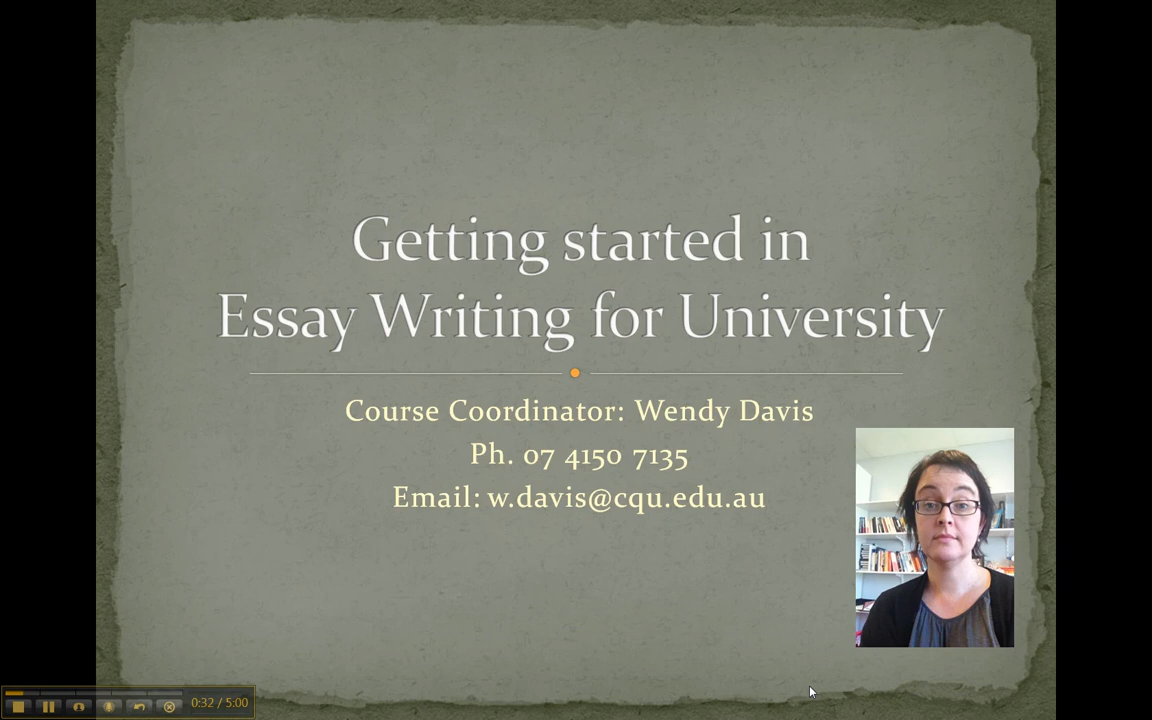 Getting started in
Essay Writing for University
Course Coordinator: Wendy Davis
Ph. 07 4150 7135
Email: w.davis@cqu.edu.au
0:32 / 5:00